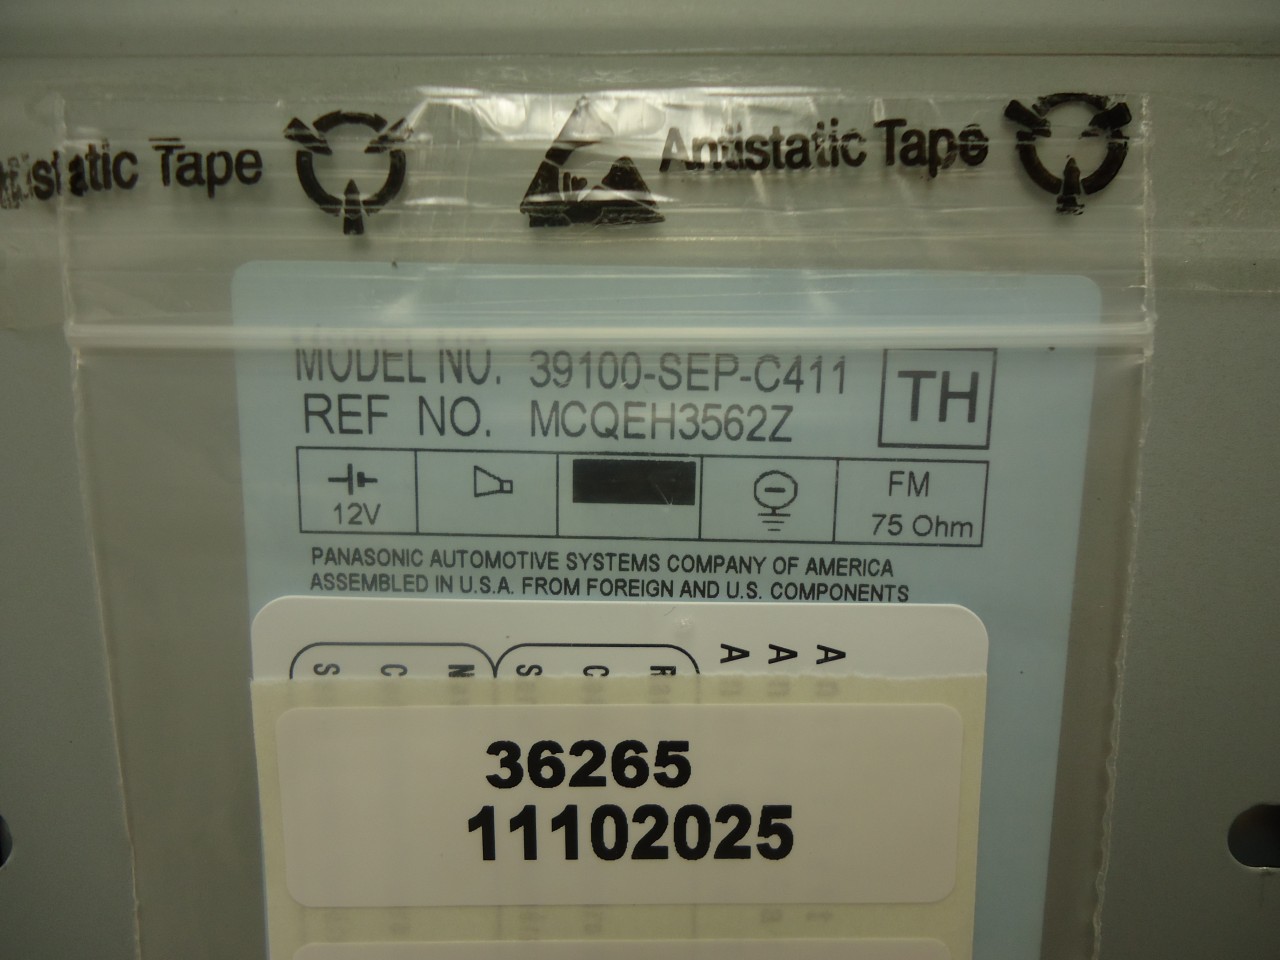 Antistatic Tape Antistatic Tape
MODEL NO. 39100-SEP-C411
REF NO. MCQEH3562Z
TH
12V
FM
75 Ohm
PANASONIC AUTOMOTIVE SYSTEMS COMPANY OF AMERICA
ASSEMBLED IN U.S.A. FROM FOREIGN AND U.S. COMPONENTS
36265
11102025